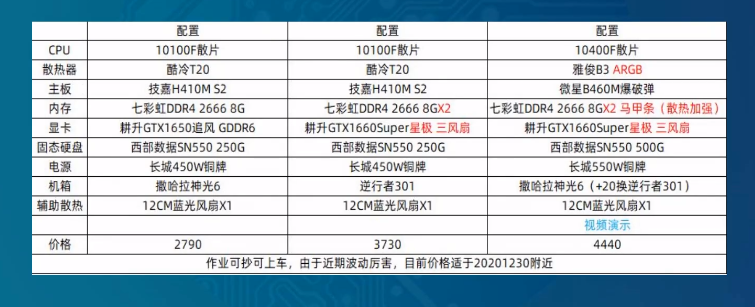 配置 配置 配置
CPU 10100F散片 10100F散片 10400F散片
散热器 酷冷T20 酷冷T20 雅俊B3 ARGB
主板 技嘉H410M S2 技嘉H410M S2 微星B460M爆破弹
内存 七彩虹DDR4 2666 8G 七彩虹DDR4 2666 8GX2 七彩虹DDR4 2666 8GX2 马甲条（散热加强）
显卡 耕升GTX1650追风 GDDR6 耕升GTX1660Super星极 三风扇 耕升GTX1660Super星极 三风扇
固态硬盘 西部数据SN550 250G 西部数据SN550 250G 西部数据SN550 500G
电源 长城450W铜牌 长城450W铜牌 长城550W铜牌
机箱 撒哈拉神光6 逆行者301 撒哈拉神光6（+20换逆行者301）
辅助散热 12CM蓝光风扇X1 12CM蓝光风扇X1 12CM蓝光风扇X1
视频演示
价格 2790 3730 4440
作业可抄可上车，由于近期波动厉害，目前价格适于20201230附近